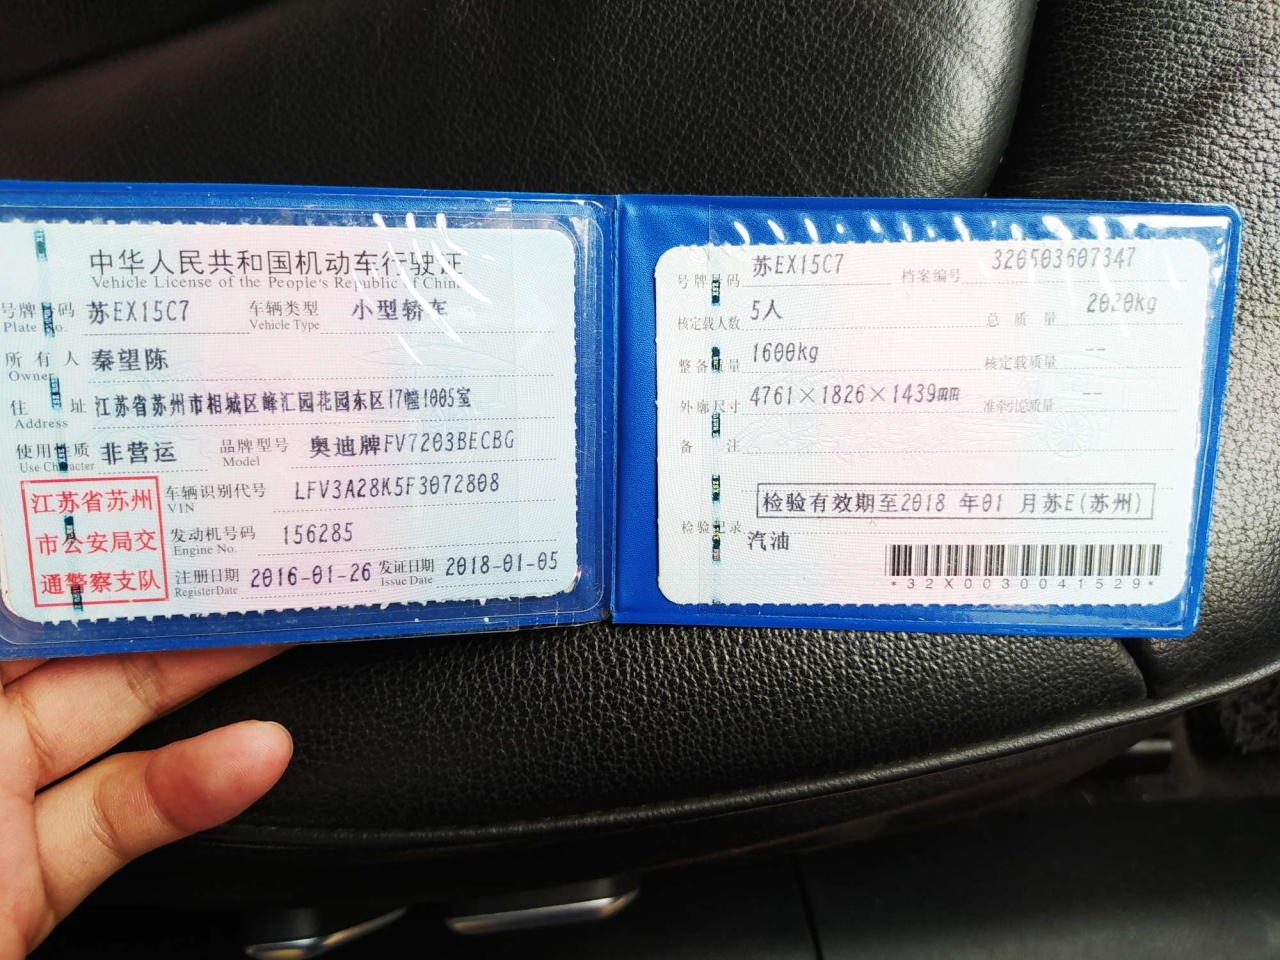 中华人民共和国机动车行驶证
Vehicle License of the People's Republic of China
号牌号码 苏EX15C7 车辆类型 小型轿车
Plate No. Vehicle Type
所有人 秦望陈
Owner
住址 江苏省苏州市相城区峰汇园花园东区17幢1005室
Address
使用性质 非营运 品牌型号 奥迪牌FV7203BECBG
Use Character Model
江苏省苏州
市公安局交
通警察支队
车辆识别代号 LFV3A28K5F3072808
VIN
发动机号码 156285
Engine No.
注册日期 2016-01-26 发证日期 2018-01-05
Register Date Issue Date
号牌号码 苏EX15C7 档案编号 320503607347
核定载人数 5人 总质量 2020kg
整备质量 1600kg 核定载质量 --
外廓尺寸 4761×1826×1439mm 准牵引总质量 --
备注
检验有效期至2018 年01 月苏E(苏州)
检验记录
汽油
*32X0030041529*